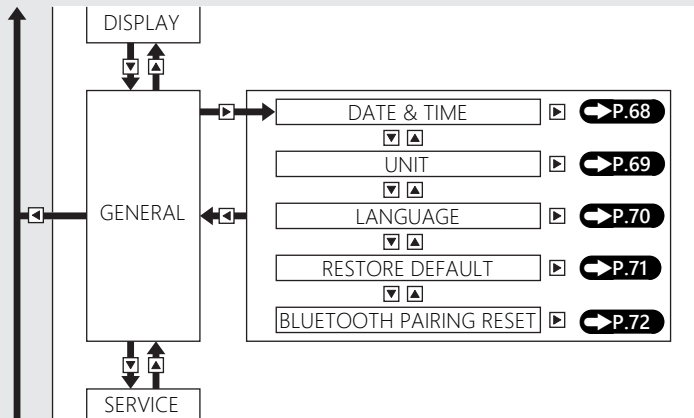 DISPLAY
GENERAL
DATE & TIME P.68
UNIT P.69
LANGUAGE P.70
RESTORE DEFAULT P.71
BLUETOOTH PAIRING RESET P.72
SERVICE